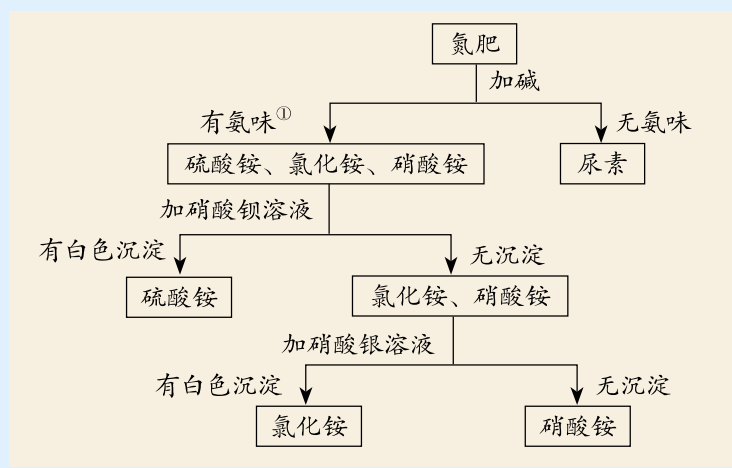 氮肥
加碱
有氨味①
无氨味
硫酸铵、氯化铵、硝酸铵
尿素
加硝酸钡溶液
有白色沉淀
无沉淀
硫酸铵
氯化铵、硝酸铵
加硝酸银溶液
有白色沉淀
无沉淀
氯化铵
硝酸铵